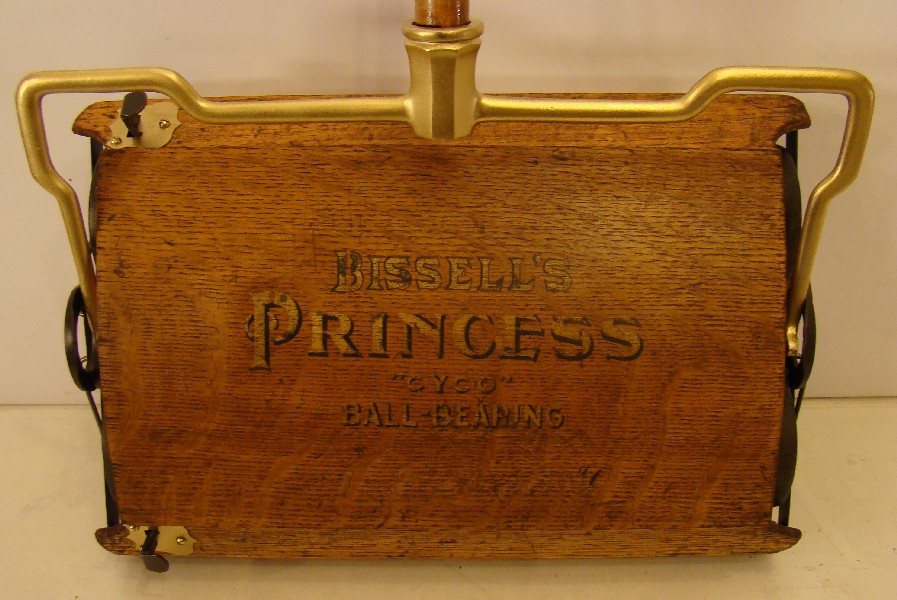 BISSELL'S
PRINCESS
"CYCO"
BALL-BEARING